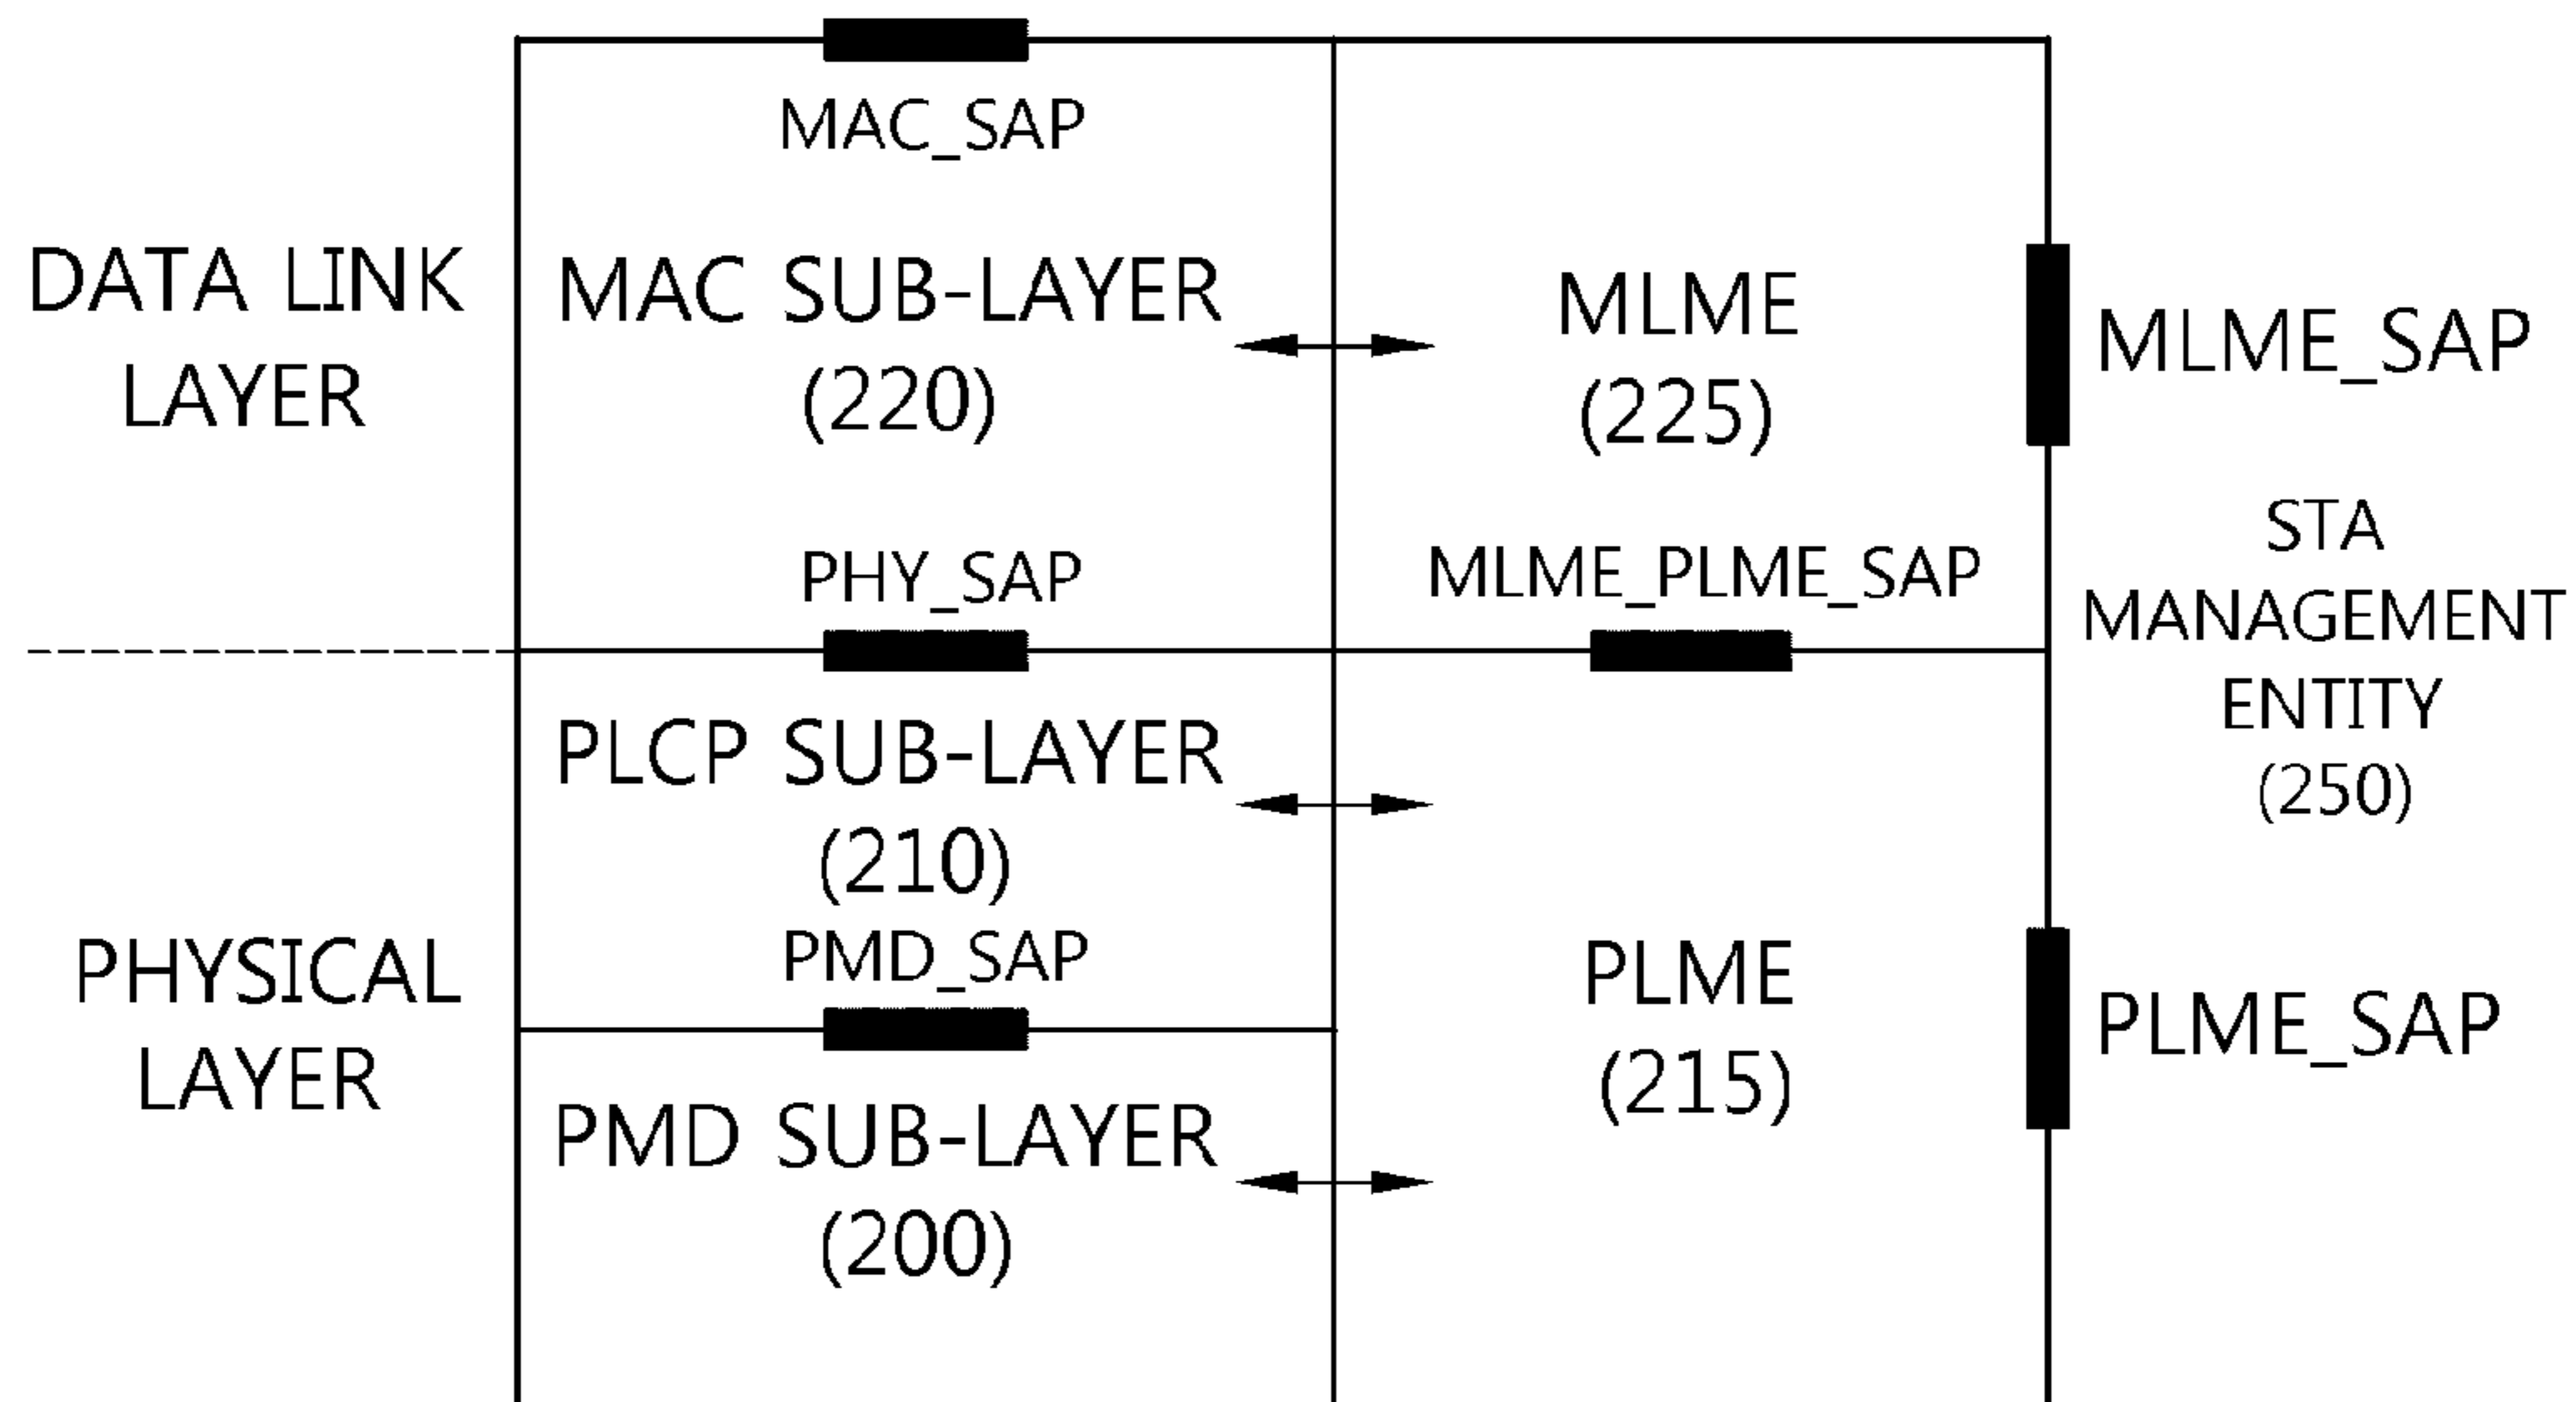 MAC_SAP
DATA LINK
LAYER
MAC SUB-LAYER
(220)
MLME
(225)
MLME_SAP
PHY_SAP
MLME_PLME_SAP
STA
MANAGEMENT
ENTITY
(250)
PLCP SUB-LAYER
(210)
PHYSICAL
LAYER
PMD_SAP
PMD SUB-LAYER
(200)
PLME
(215)
PLME_SAP